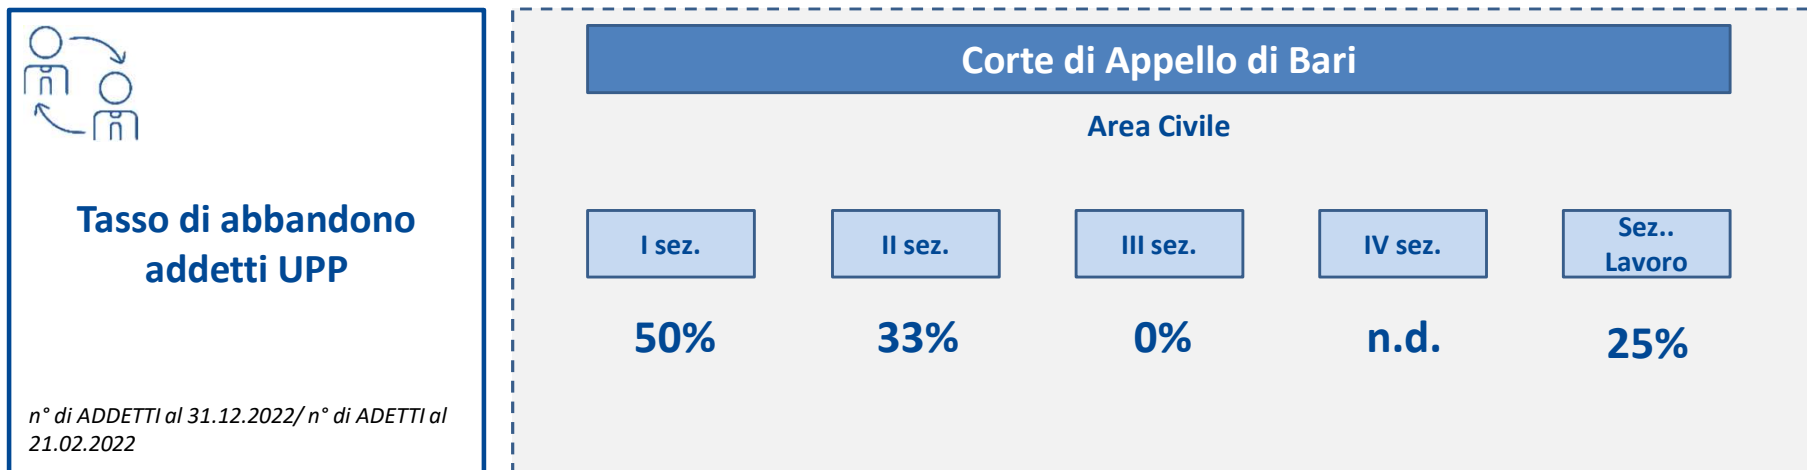 Tasso di abbandono
addetti UPP
n° di ADDETTI al 31.12.2022/ n° di ADETTI al
21.02.2022
Corte di Appello di Bari
Area Civile
I sez.
II sez.
III sez.
IV sez.
Sez..
Lavoro
50%
33%
0%
n.d.
25%